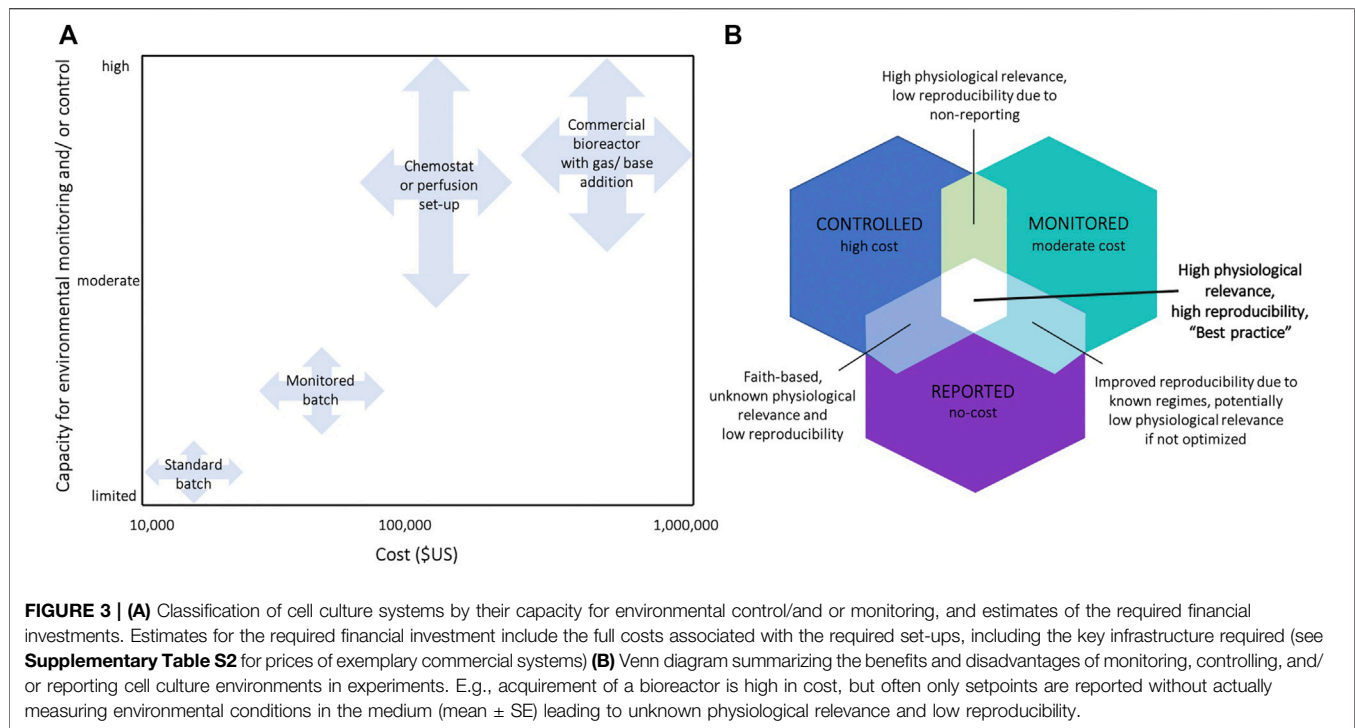 A
high
moderate
limited
Capacity for environmental monitoring and/ or control
Standard
batch
Monitored
batch
Chemostat
or perfusion
set-up
Commercial
bioreactor
with gas/ base
addition
10,000
100,000
1,000,000
Cost ($US)
B
High physiological relevance,
low reproducibility due to
non-reporting
CONTROLLED
high cost
MONITORED
moderate cost
High physiological
relevance,
high reproducibility,
“Best practice”
REPORTED
no-cost
Faith-based,
unknown physiological
relevance and
low reproducibility
Improved reproducibility due to
known regimes, potentially
low physiological relevance
if not optimized
FIGURE 3 | (A) Classification of cell culture systems by their capacity for environmental control/and or monitoring, and estimates of the required financial
investments. Estimates for the required financial investment include the full costs associated with the required set-ups, including the key infrastructure required (see
Supplementary Table S2 for prices of exemplary commercial systems) (B) Venn diagram summarizing the benefits and disadvantages of monitoring, controlling, and/
or reporting cell culture environments in experiments. E.g., acquirement of a bioreactor is high in cost, but often only setpoints are reported without actually
measuring environmental conditions in the medium (mean ± SE) leading to unknown physiological relevance and low reproducibility.